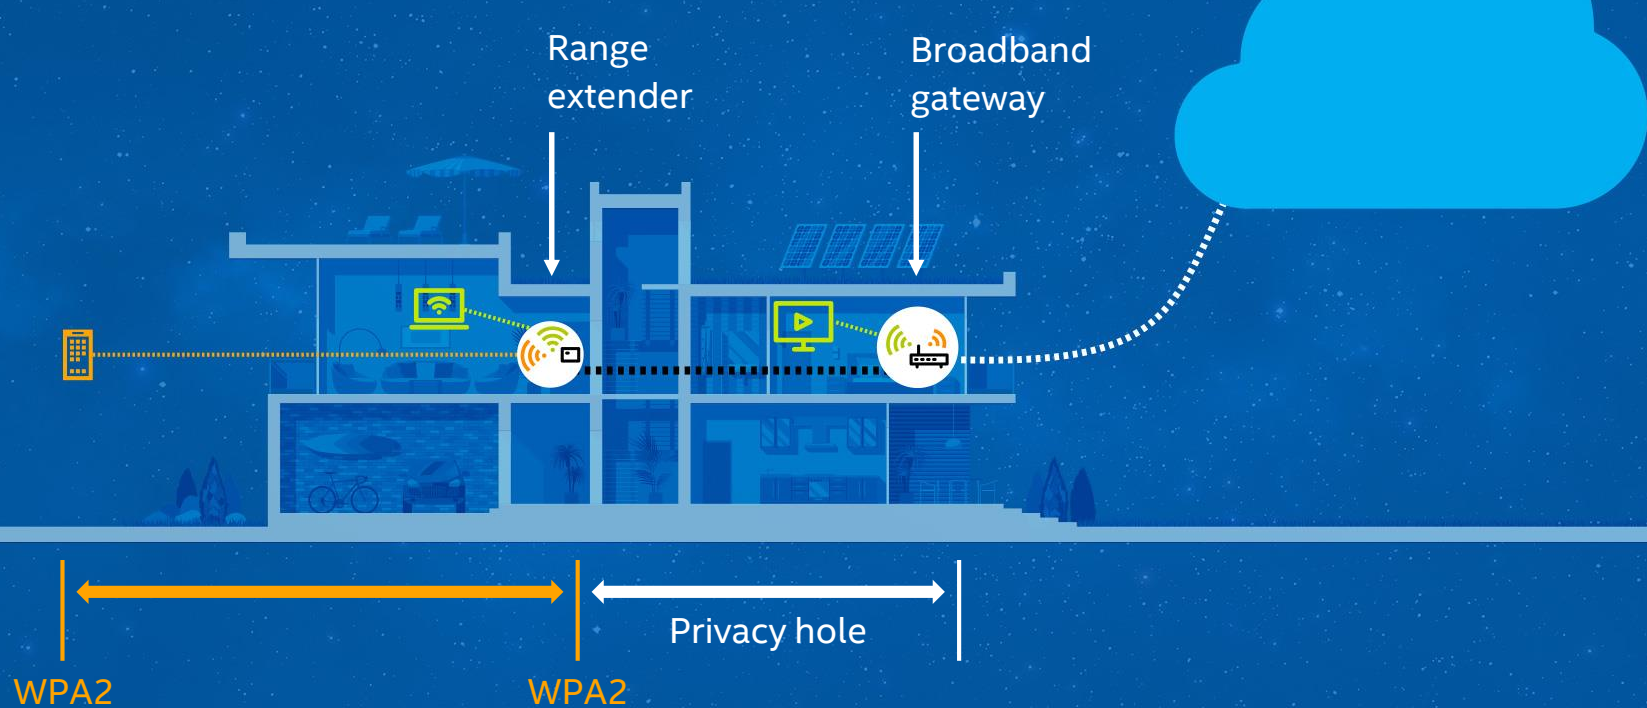 Range
extender
Broadband
gateway
Privacy hole
WPA2
WPA2